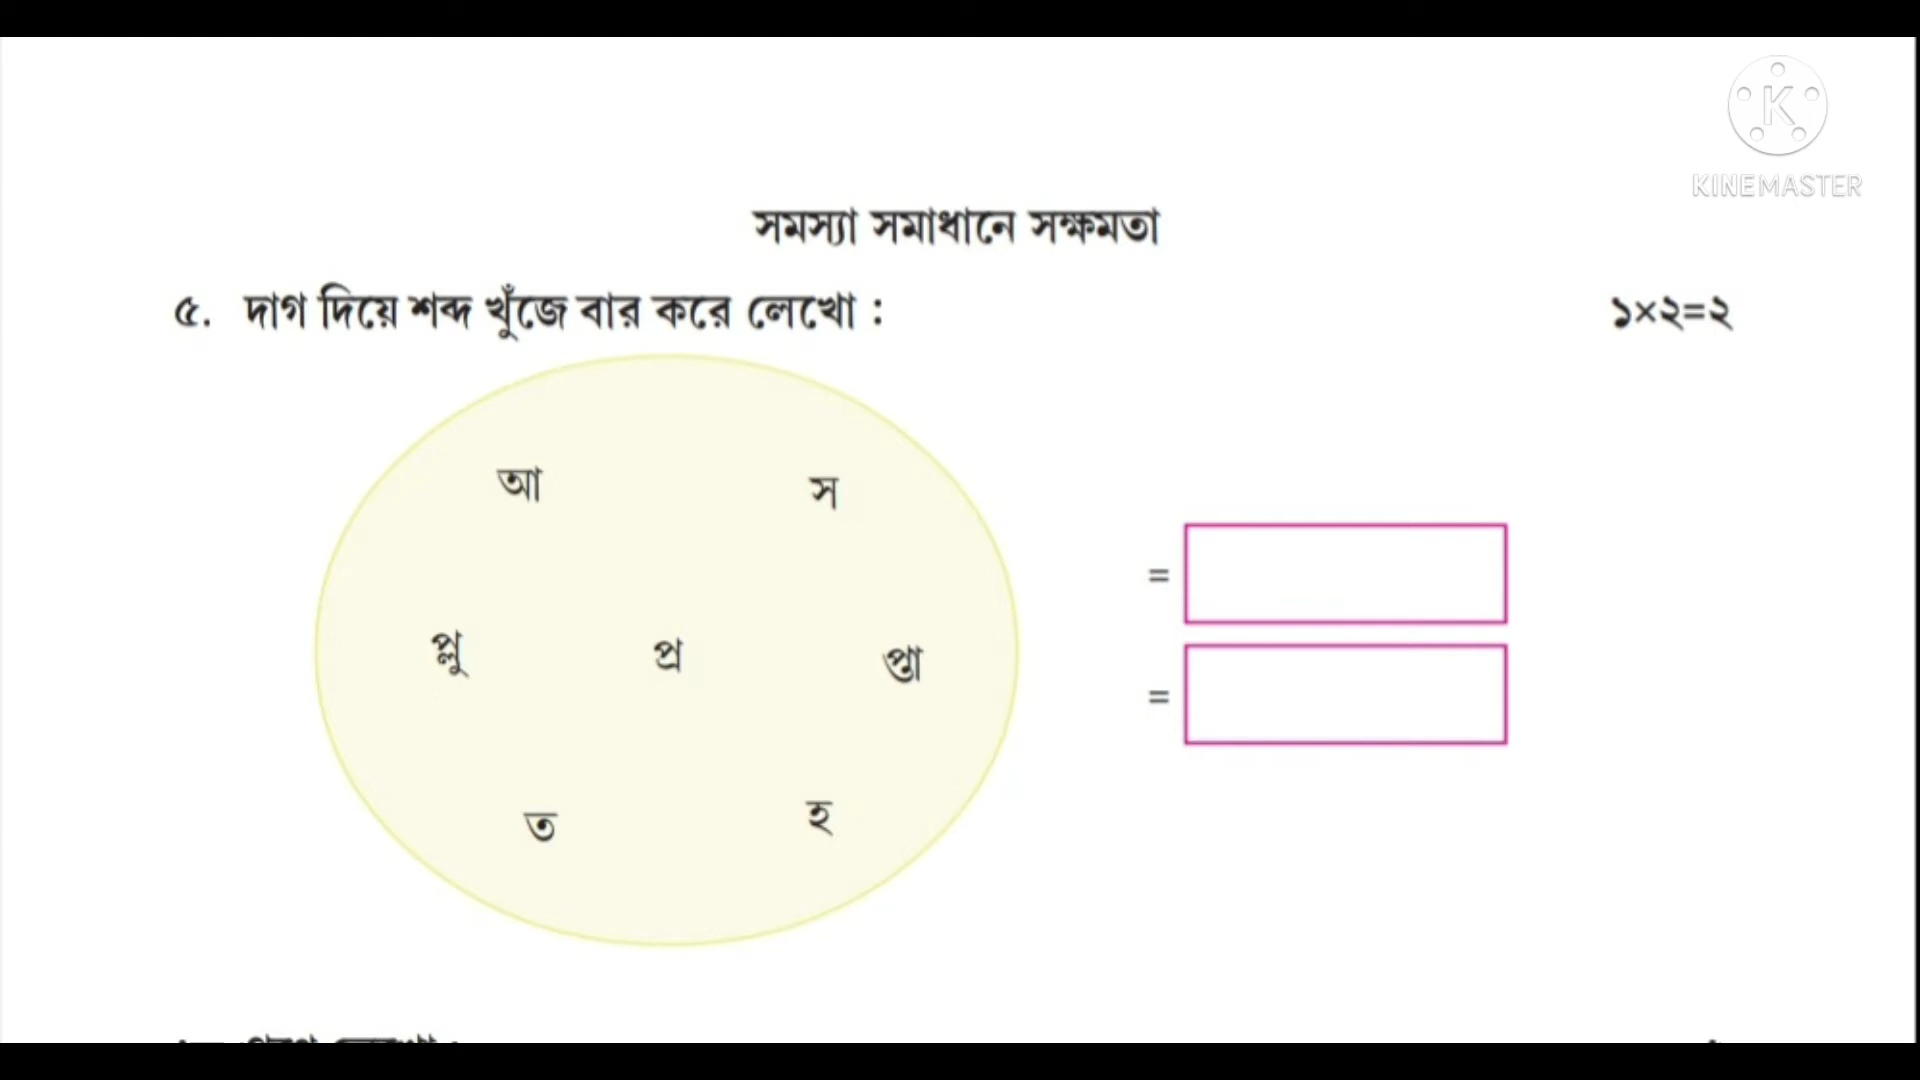 KINEMASTER
সমস্যা সমাধানে সক্ষমতা
৫. দাগ দিয়ে শব্দ খুঁজে বার করে লেখো : ১×২=২
আ স
প্লু প্র প্তা
ত হ
=
=